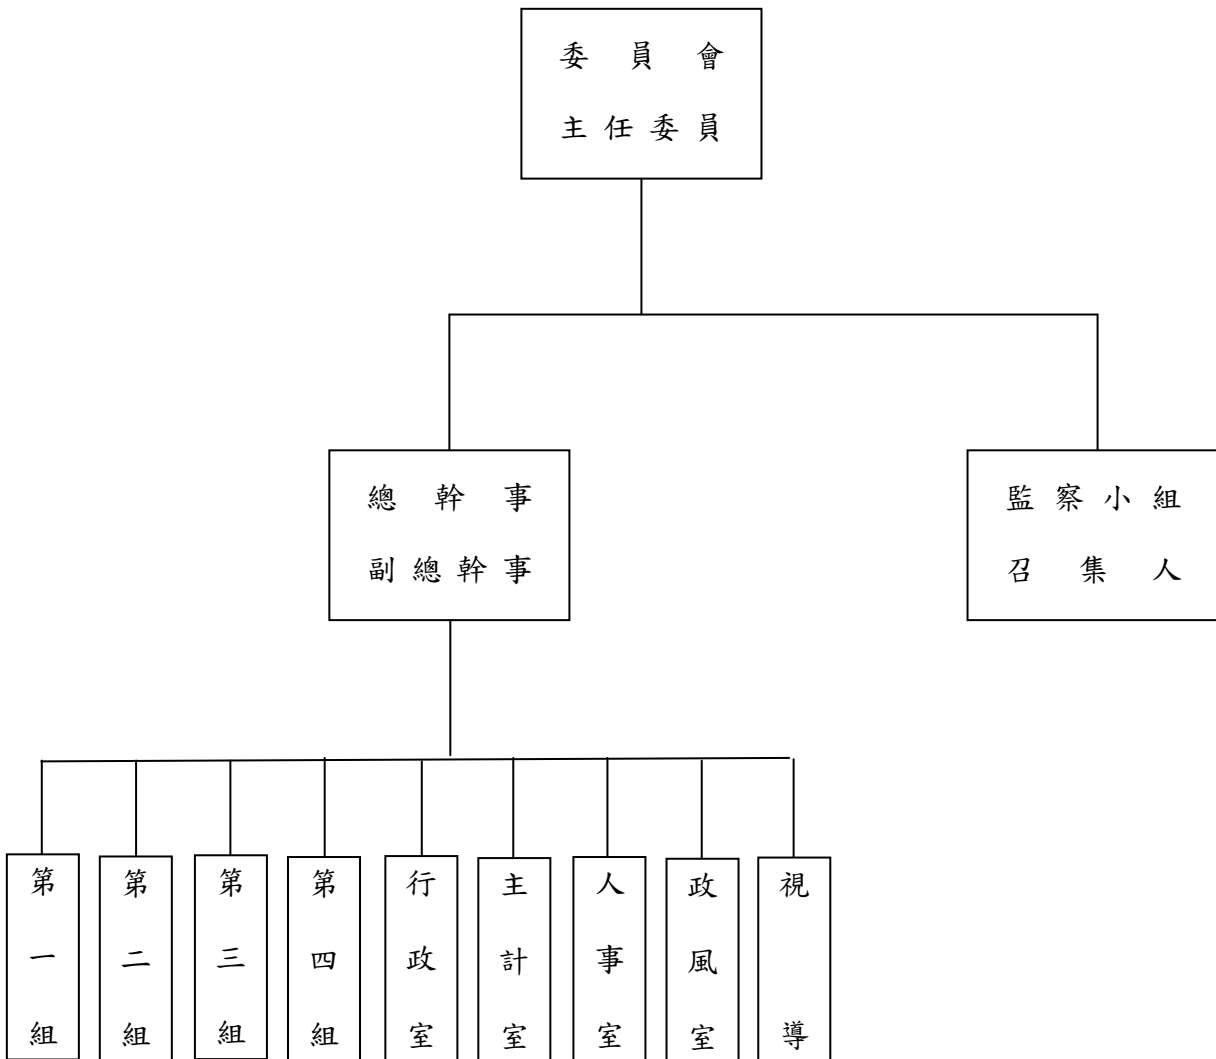 委員會
主任委員
總幹事
副總幹事
監察小組
召集人
第一組
第二組
第三組
第四組
行政室
主計室
人事室
政風室
視導